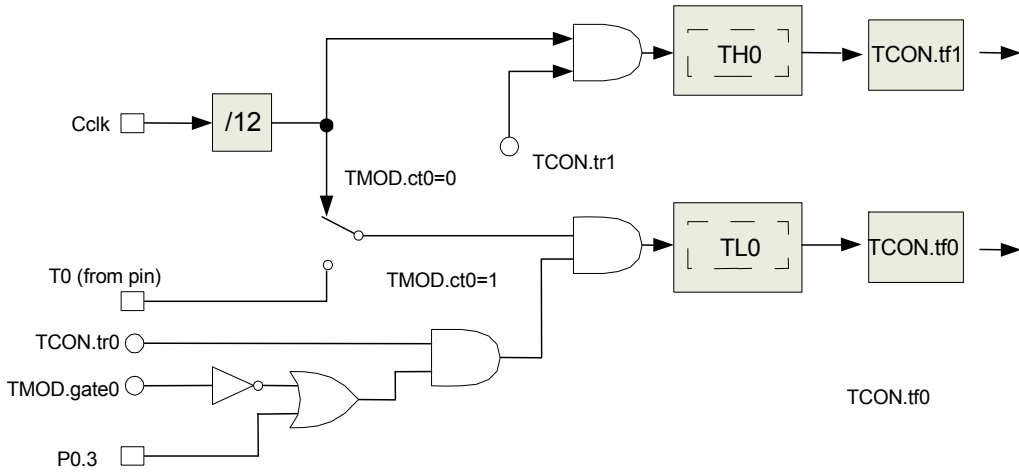 TH0
TCON.tf1
Cclk
/12
TCON.tr1
TMOD.ct0=0
TL0
TCON.tf0
T0 (from pin)
TMOD.ct0=1
TCON.tr0
TMOD.gate0
TCON.tf0
P0.3